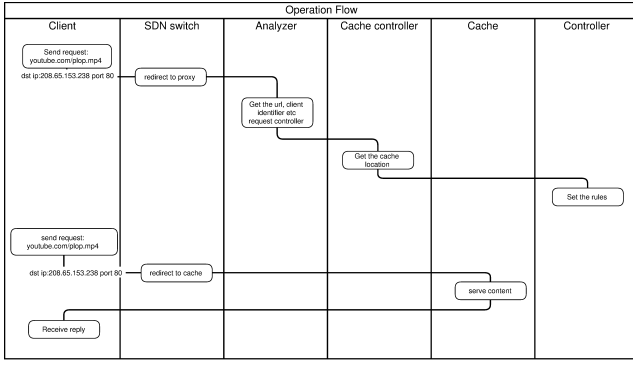 Operation Flow
Client
SDN switch
Analyzer
Cache controller
Cache
Controller
Send request:
youtube.com/plop.mp4
dst ip:208.65.153.238 port 80
redirect to proxy
Get the url, client
identifier etc
request controller
Get the cache
location
Set the rules
send request:
youtube.com/plop.mp4
dst ip:208.65.153.238 port 80
redirect to cache
serve content
Receive reply